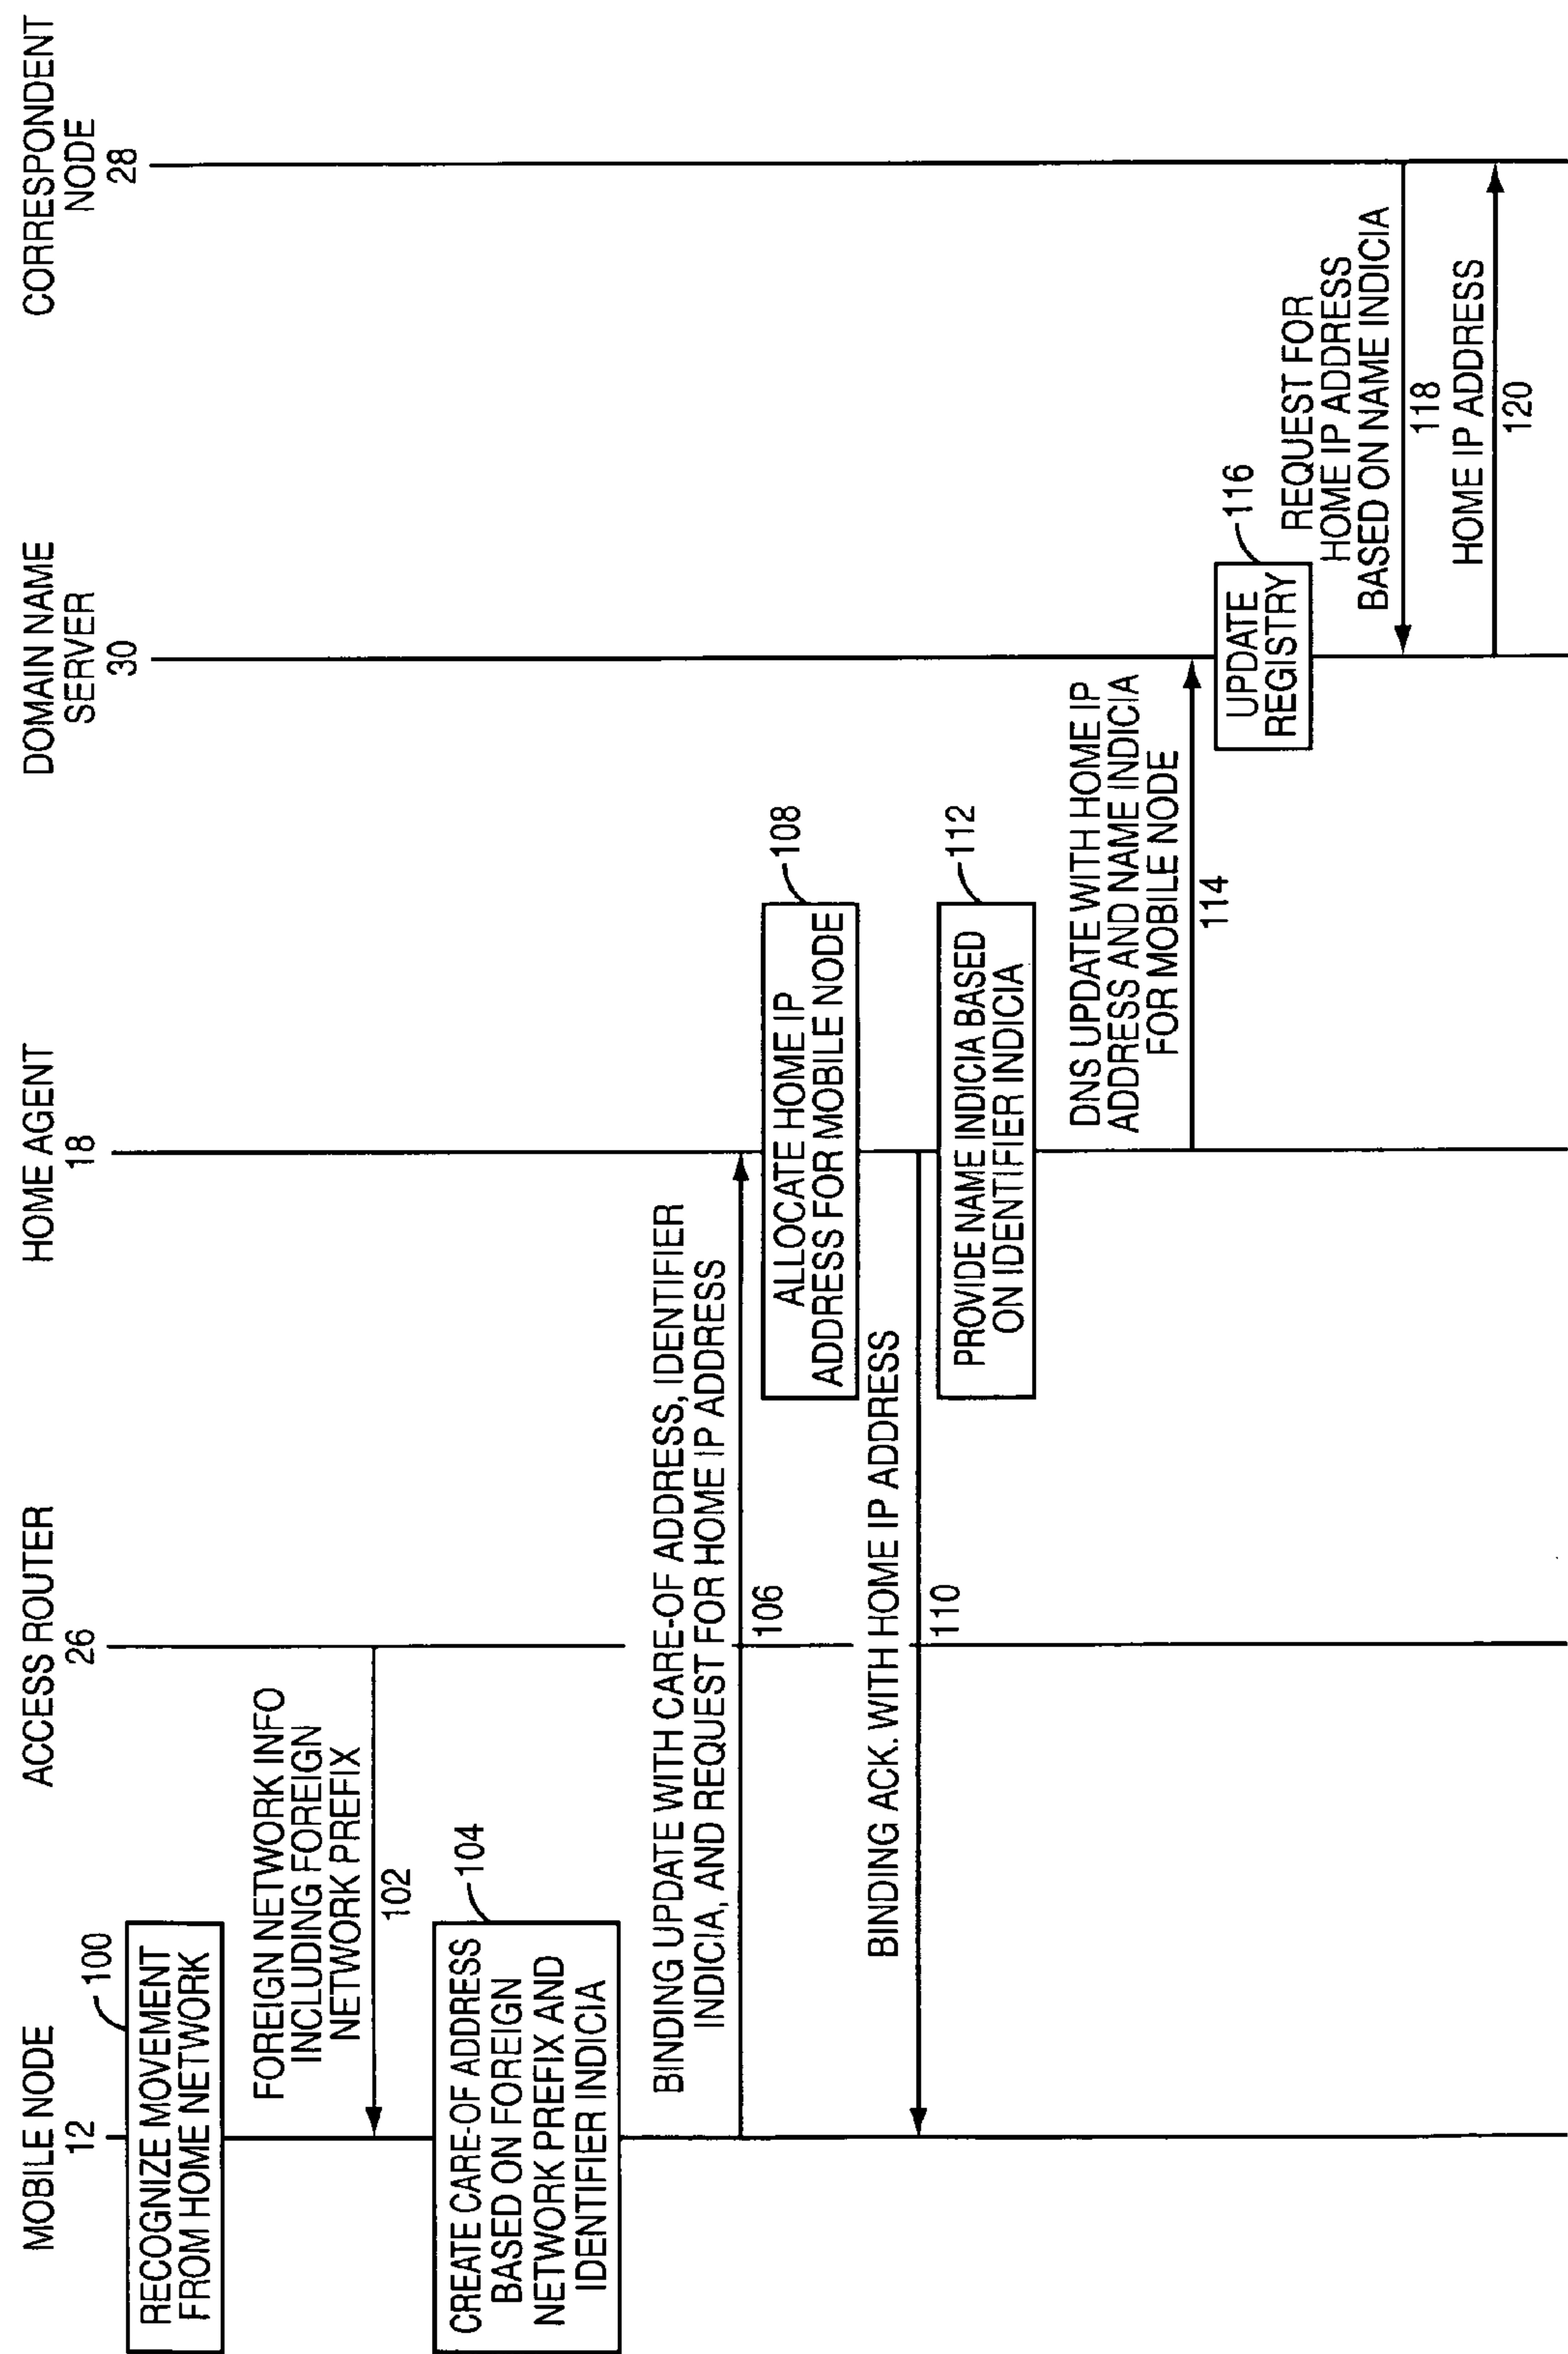 MOBILE NODE
12
ACCESS ROUTER
26
HOME AGENT
18
DOMAIN NAME
SERVER
30
CORRESPONDENT
NODE
28
100
RECOGNIZE MOVEMENT
FROM HOME NETWORK
FOREIGN NETWORK INFO
INCLUDING FOREIGN
NETWORK PREFIX
102
104
CREATE CARE-OF ADDRESS
BASED ON FOREIGN
NETWORK PREFIX AND
IDENTIFIER INDICIA
BINDING UPDATE WITH CARE-OF ADDRESS, IDENTIFIER
INDICIA, AND REQUEST FOR HOME IP ADDRESS
106
108
ALLOCATE HOME IP
ADDRESS FOR MOBILE NODE
BINDING ACK. WITH HOME IP ADDRESS
110
112
PROVIDE NAME INDICIA BASED
ON IDENTIFIER INDICIA
DNS UPDATE WITH HOME IP
ADDRESS AND NAME INDICIA
FOR MOBILE NODE
114
116
UPDATE
REGISTRY
REQUEST FOR
HOME IP ADDRESS
BASED ON NAME INDICIA
118
HOME IP ADDRESS
120